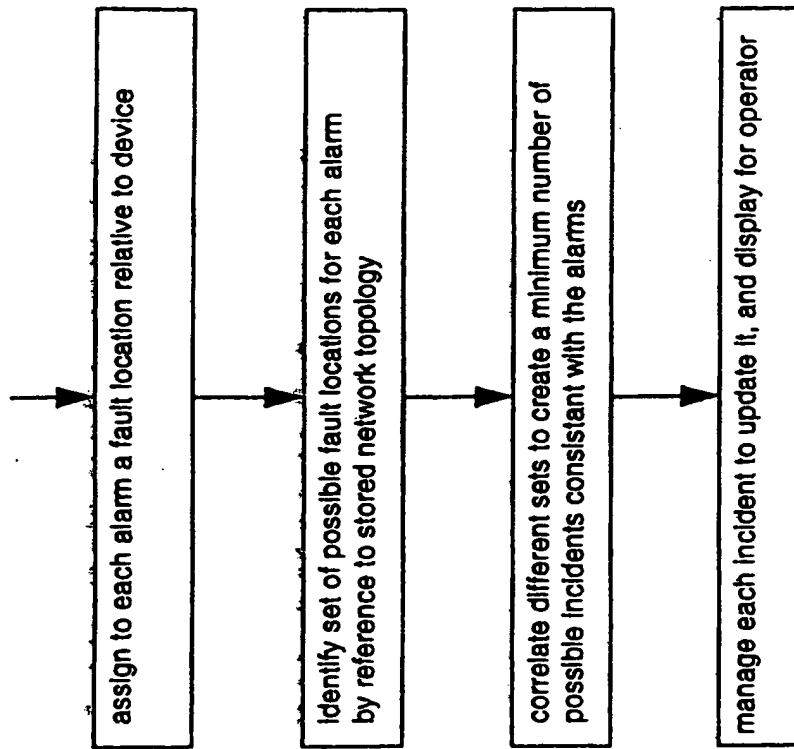 assign to each alarm a fault location relative to device
identify set of possible fault locations for each alarm
by reference to stored network topology
correlate different sets to create a minimum number of
possible incidents consistant with the alarms
manage each incident to update it, and display for operator